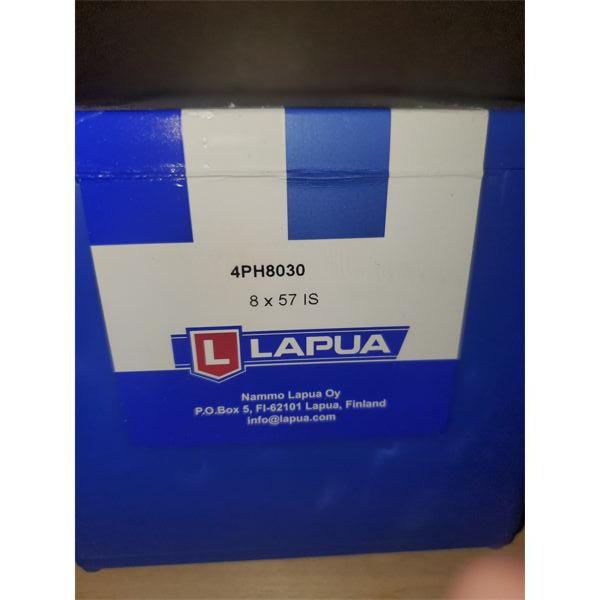 4PH8030
8 x 57 IS
L LAPUA
Nammo Lapua Oy
P.O.Box 5, FI-62101 Lapua, Finland
info@lapua.com